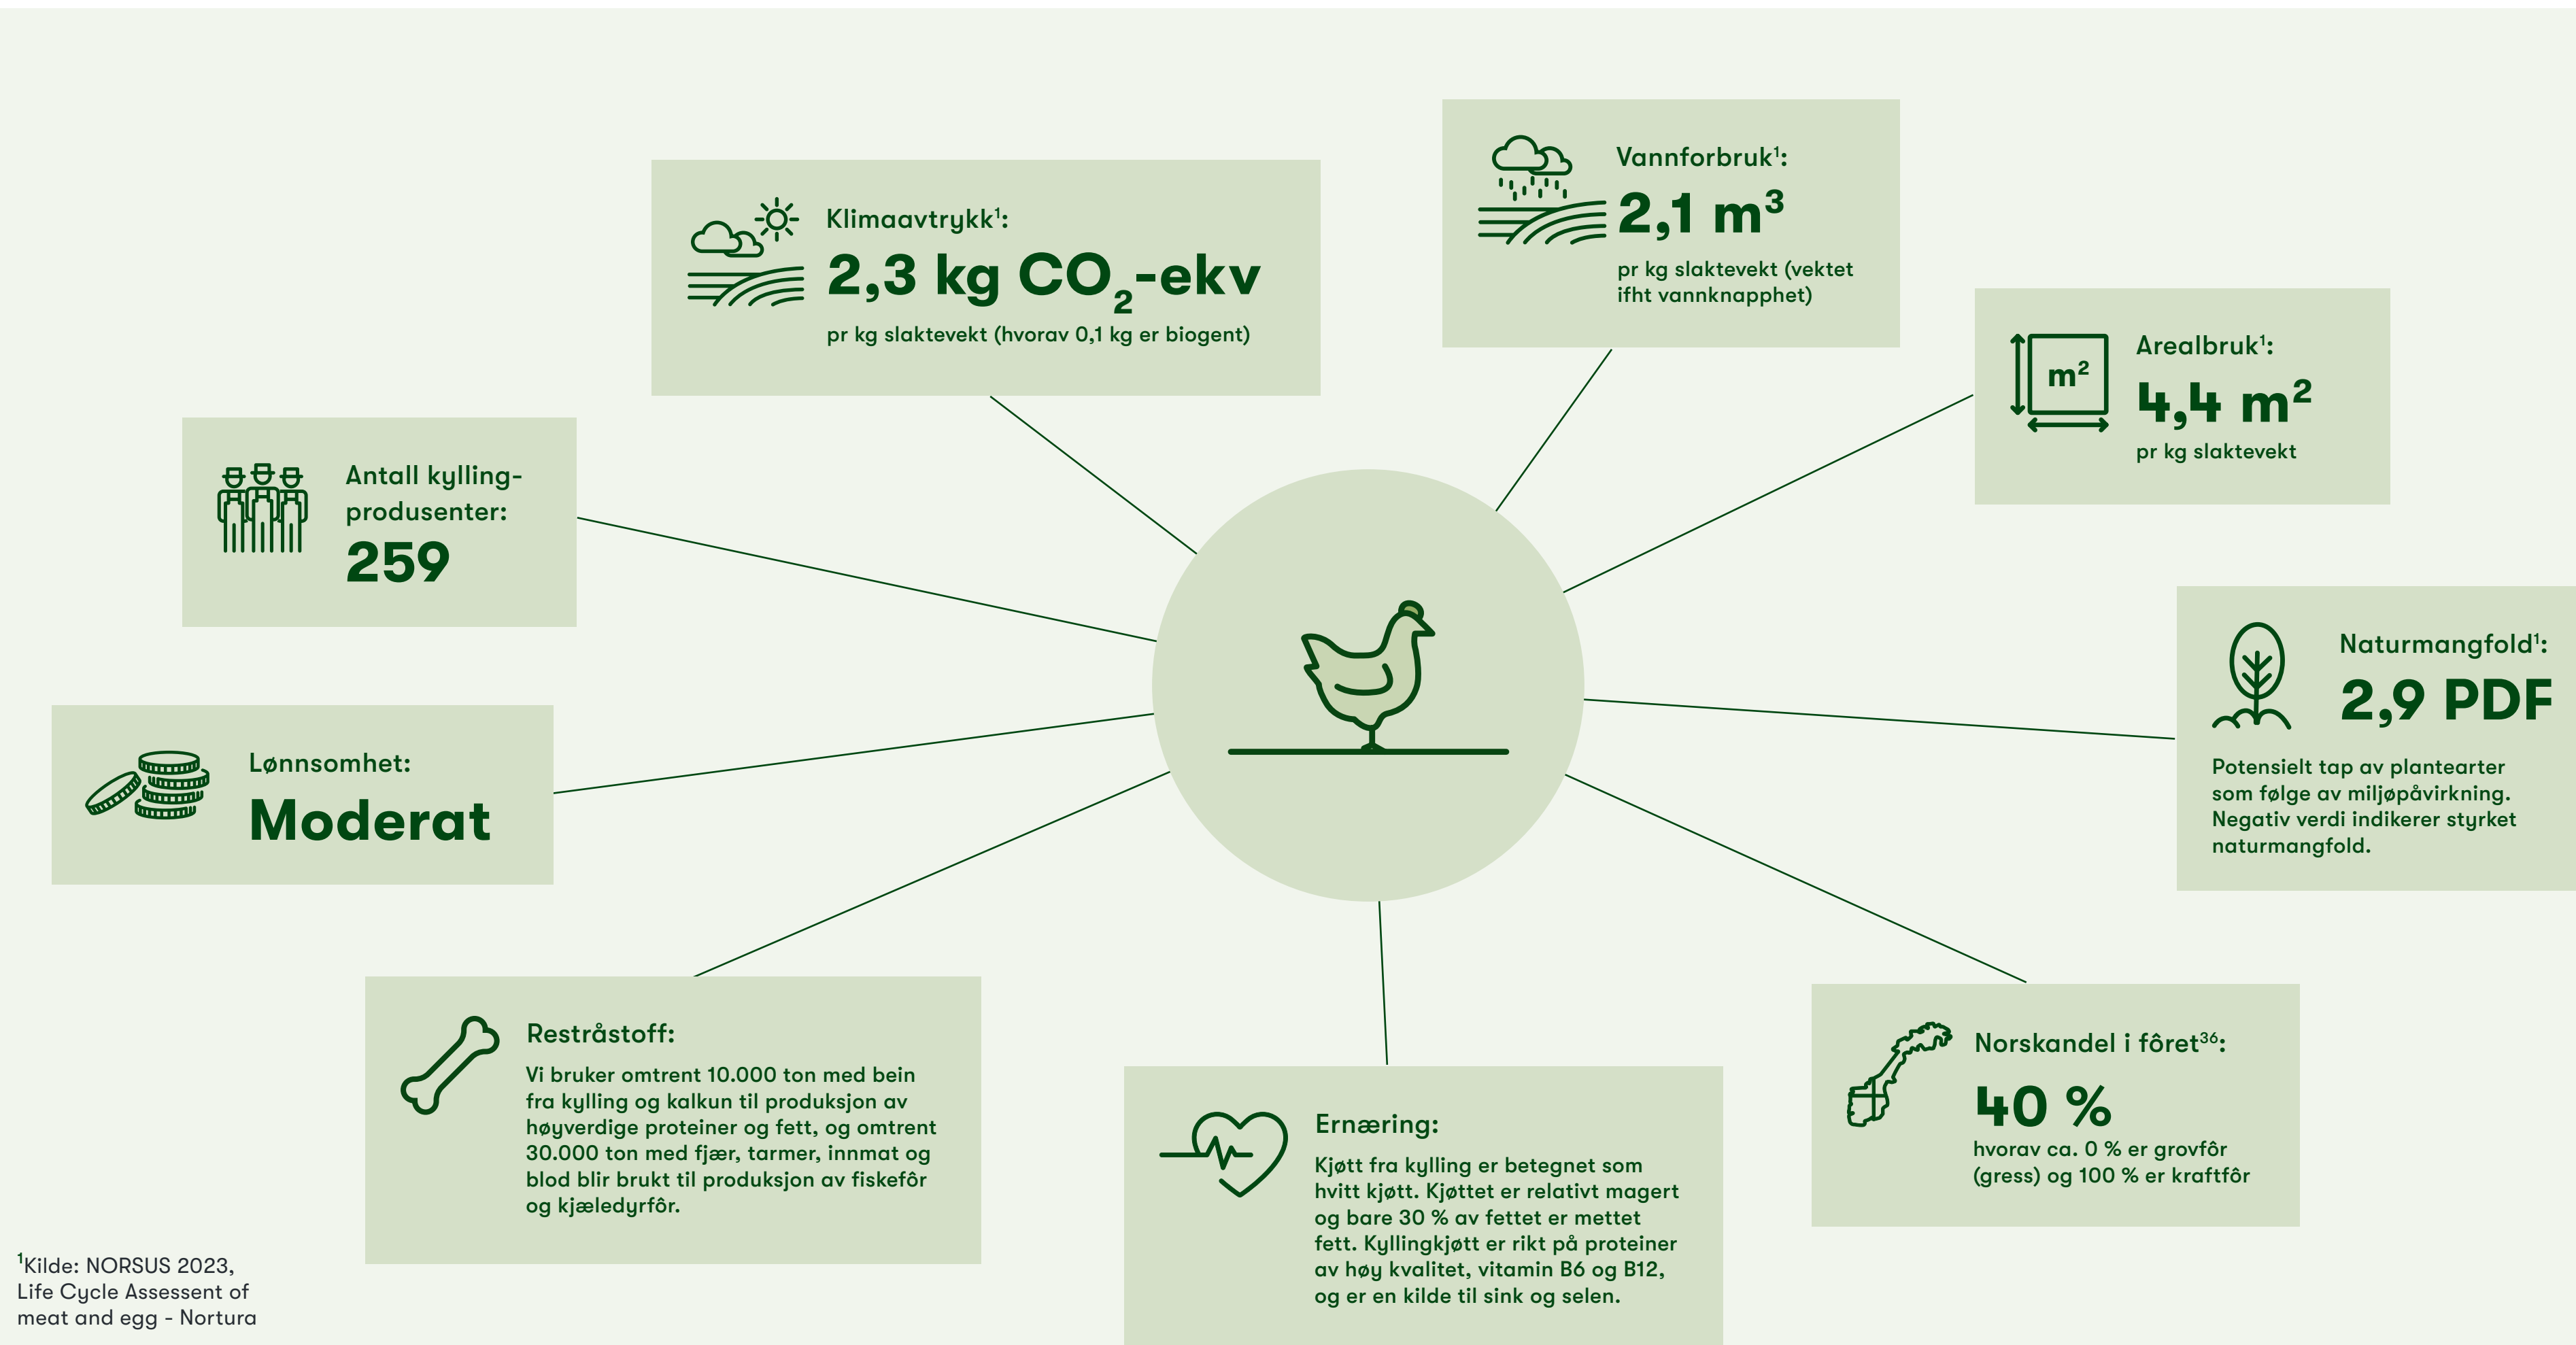 Klimaavtrykk¹:
2,3 kg CO₂-ekv
pr kg slaktevekt (hvorav 0,1 kg er biogent)
Vannforbruk¹:
2,1 m³
pr kg slaktevekt (vektet
ifht vannknapphet)
m²
Arealbruk¹:
4,4 m²
pr kg slaktevekt
Antall kylling-
produsenter:
259
Naturmangfold¹:
2,9 PDF
Potensielt tap av plantearter
som følge av miljøpåvirkning.
Negativ verdi indikerer styrket
naturmangfold.
Lønnsomhet:
Moderat
Restråstoff:
Vi bruker omtrent 10.000 ton med bein
fra kylling og kalkun til produksjon av
høyverdige proteiner og fett, og omtrent
30.000 ton med fjær, tarmer, innmat og
blod blir brukt til produksjon av fiskefôr
og kjæledyrfôr.
Ernæring:
Kjøtt fra kylling er betegnet som
hvitt kjøtt. Kjøttet er relativt magert
og bare 30 % av fettet er mettet
fett. Kyllingkjøtt er rikt på proteiner
av høy kvalitet, vitamin B6 og B12,
og er en kilde til sink og selen.
Norskandel i fôret³⁶:
40 %
hvorav ca. 0 % er grovfôr
(gress) og 100 % er kraftfôr
¹Kilde: NORSUS 2023,
Life Cycle Assessent of
meat and egg - Nortura